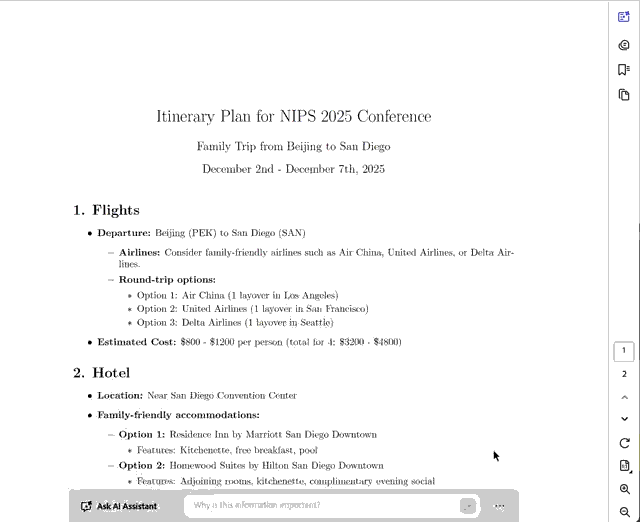 Itinerary Plan for NIPS 2025 Conference
Family Trip from Beijing to San Diego
December 2nd - December 7th, 2025
1. Flights
• Departure: Beijing (PEK) to San Diego (SAN)
– Airlines: Consider family-friendly airlines such as Air China, United Airlines, or Delta Air-
lines.
– Round-trip options:
* Option 1: Air China (1 layover in Los Angeles)
* Option 2: United Airlines (1 layover in San Francisco)
* Option 3: Delta Airlines (1 layover in Seattle)
• Estimated Cost: $800 - $1200 per person (total for 4: $3200 - $4800)
2. Hotel
• Location: Near San Diego Convention Center
• Family-friendly accommodations:
– Option 1: Residence Inn by Marriott San Diego Downtown
* Features: Kitchenette, free breakfast, pool
– Option 2: Homewood Suites by Hilton San Diego Downtown
* Features: Adjoining rooms, kitchenette, complimentary evening social
Ask AI Assistant
Why is this information important?
1
2